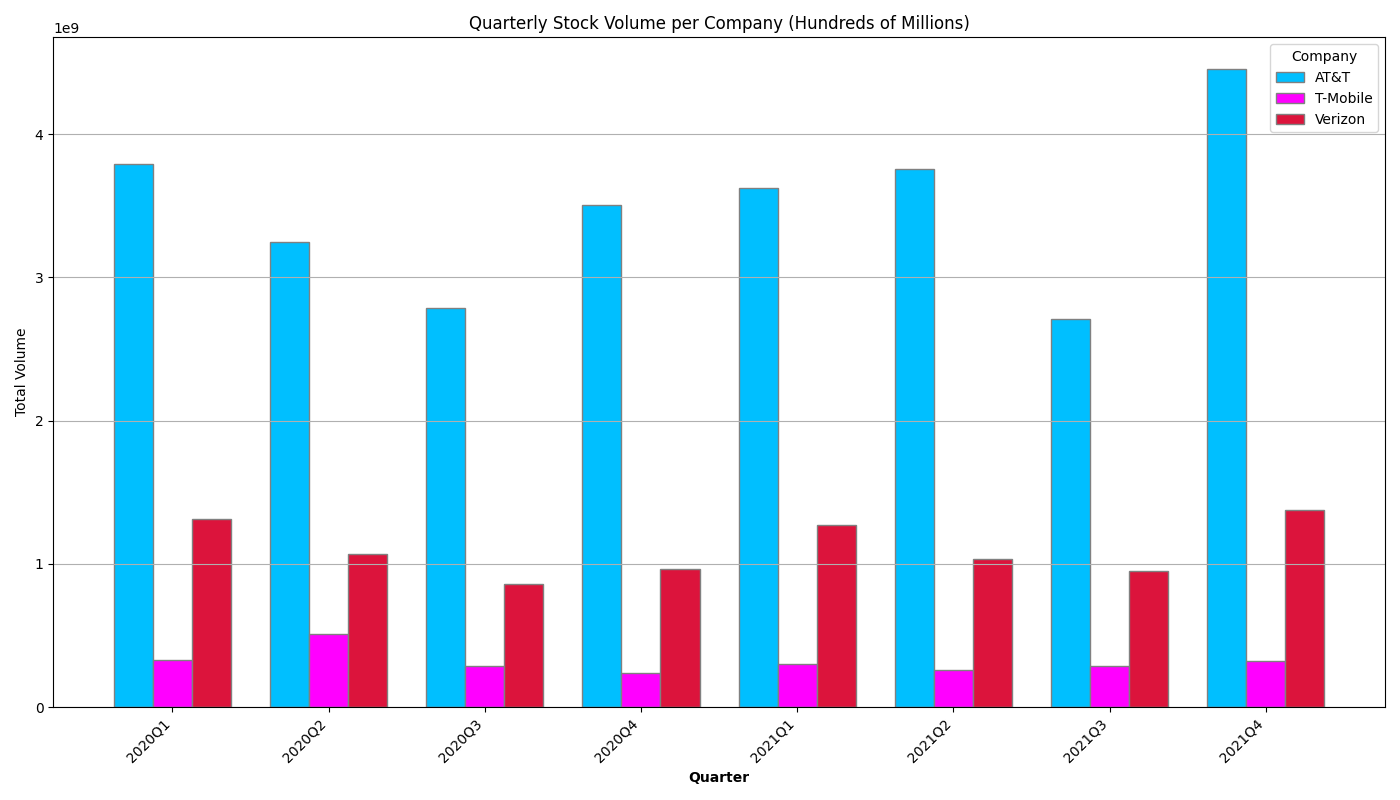 Quarterly Stock Volume per Company (Hundreds of Millions)
1e9
Company
AT&T
T-Mobile
Verizon
4
3
2
1
0
Total Volume
2020Q1
2020Q2
2020Q3
2020Q4
2021Q1
2021Q2
2021Q3
2021Q4
Quarter